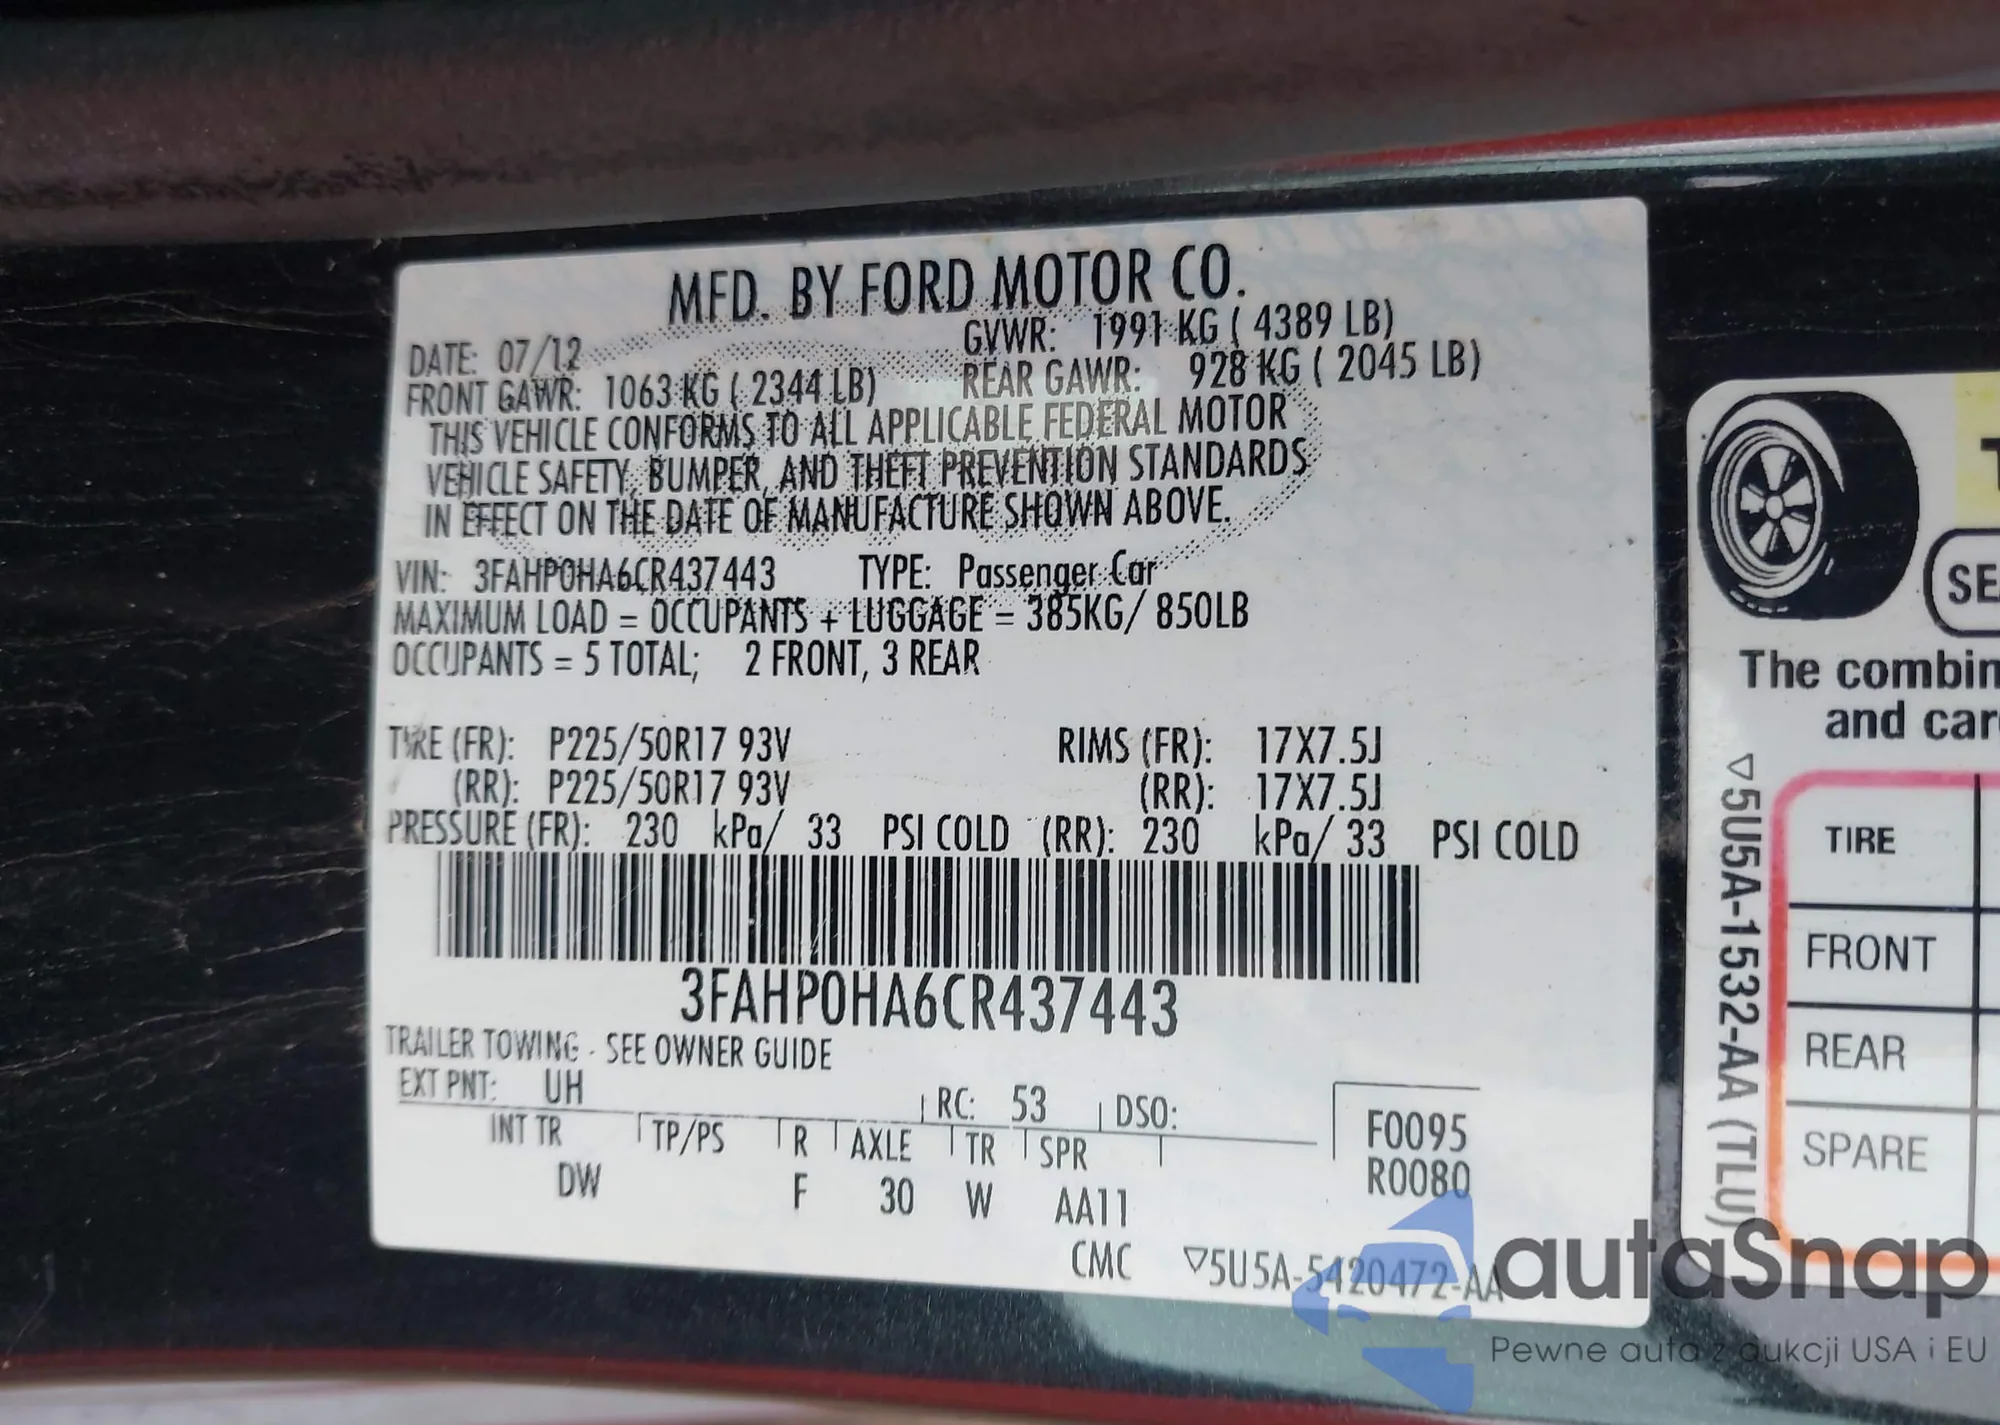 MFD. BY FORD MOTOR CO.
DATE: 07/12 GVWR: 1991 KG ( 4389 LB)
FRONT GAWR: 1063 KG ( 2344 LB) REAR GAWR: 928 KG ( 2045 LB)
THIS VEHICLE CONFORMS TO ALL APPLICABLE FEDERAL MOTOR
VEHICLE SAFETY, BUMPER, AND THEFT PREVENTION STANDARDS
IN EFFECT ON THE DATE OF MANUFACTURE SHOWN ABOVE.
VIN: 3FAHP0HA6CR437443 TYPE: Passenger Car
MAXIMUM LOAD = OCCUPANTS + LUGGAGE = 385KG/ 850LB
OCCUPANTS = 5 TOTAL; 2 FRONT, 3 REAR
TIRE (FR): P225/50R17 93V RIMS (FR): 17X7.5J
(RR): P225/50R17 93V (RR): 17X7.5J
PRESSURE (FR): 230 kPa/ 33 PSI COLD (RR): 230 kPa/ 33 PSI COLD
3FAHP0HA6CR437443
TRAILER TOWING - SEE OWNER GUIDE
EXT PNT: UH RC: 53 DSO:
INT TR TP/PS R AXLE TR SPR
DW F 30 W AA11
F0095
R0080
CMC ▽5U5A-5420472-AA
The combin
and car
▽5U5A-1532-AA (TLU)
TIRE
FRONT
REAR
SPARE
autaSnap
Pewne auta z aukcji USA i EU